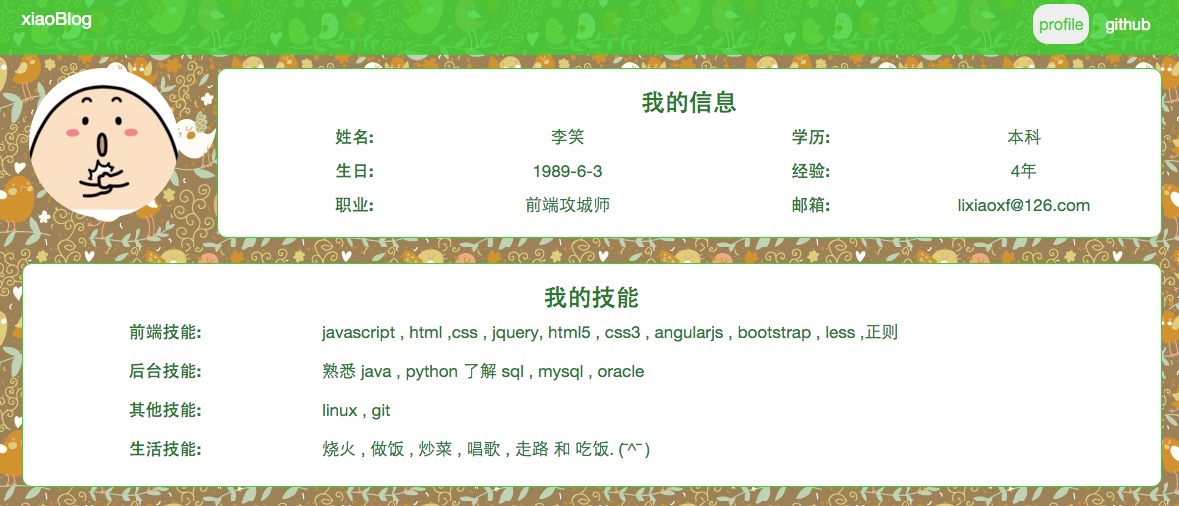 xiaoBlog
profile github
我的信息
姓名: 李笑 学历: 本科
生日: 1989-6-3 经验: 4年
职业: 前端攻城师 邮箱: lixiaoxf@126.com
我的技能
前端技能: javascript , html ,css , jquery, html5 , css3 , angularjs , bootstrap , less ,正则
后台技能: 熟悉 java , python 了解 sql , mysql , oracle
其他技能: linux , git
生活技能: 烧火 , 做饭 , 炒菜 , 唱歌 , 走路 和 吃饭. (¯^¯ )